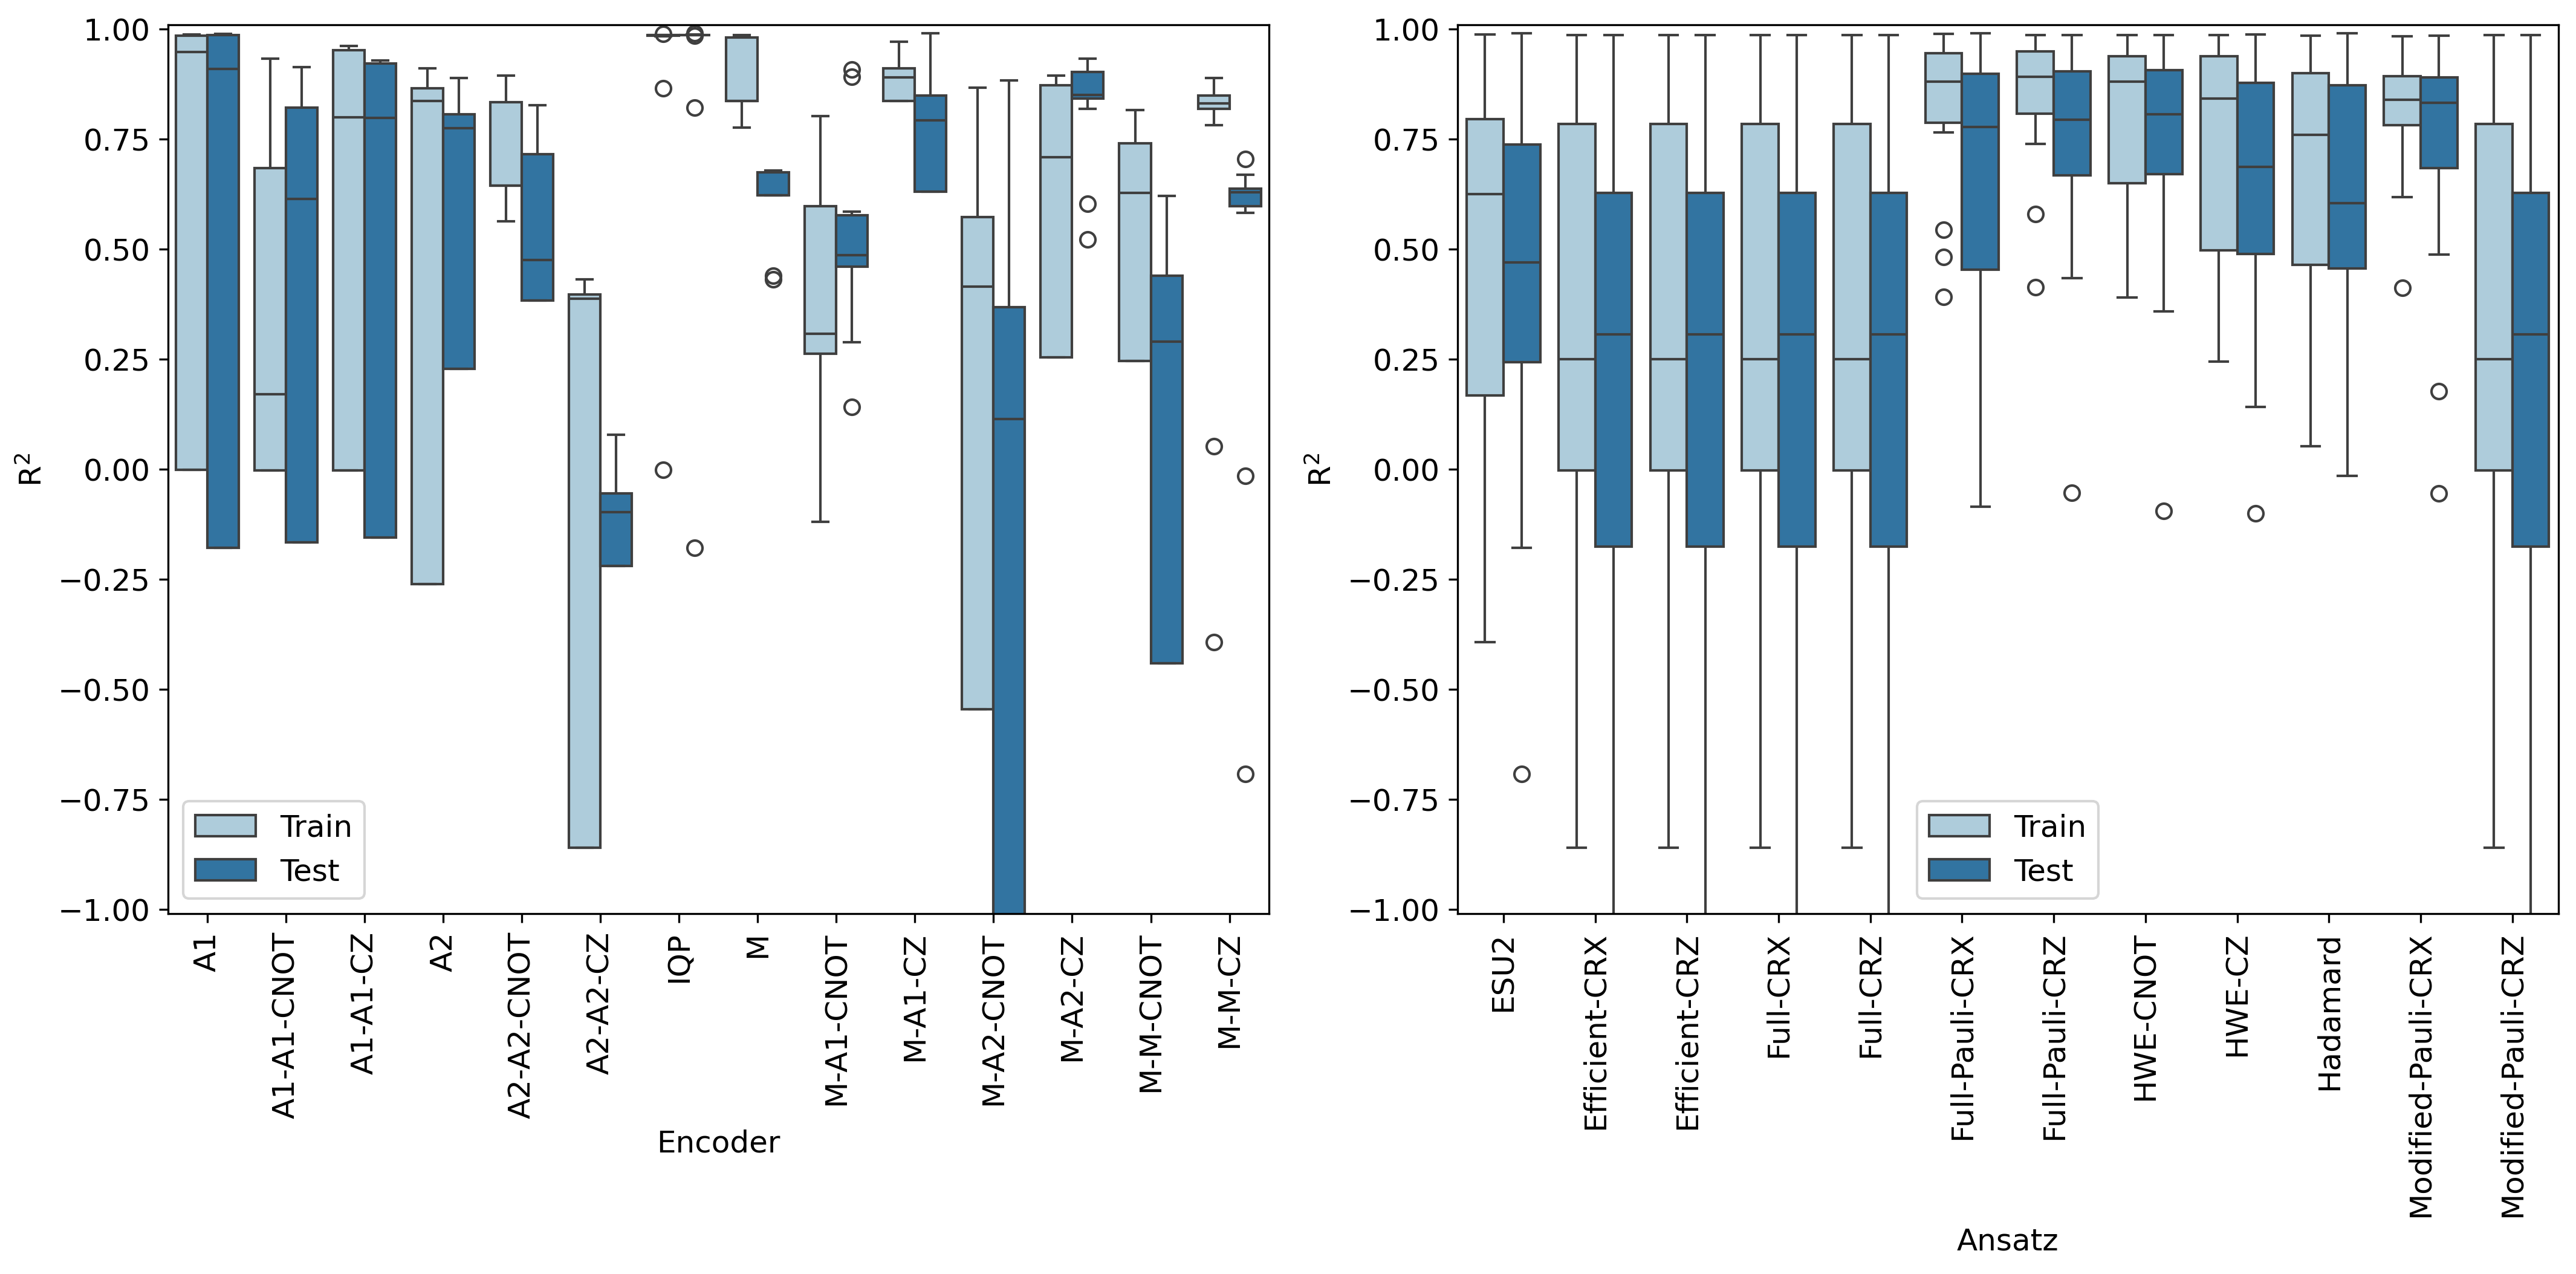 1.00
0.75
0.50
0.25
0.00
−0.25
−0.50
−0.75
−1.00
R²
Train
Test
A1
A1-A1-CNOT
A1-A1-CZ
A2
A2-A2-CNOT
A2-A2-CZ
IQP
M
M-A1-CNOT
M-A1-CZ
M-A2-CNOT
M-A2-CZ
M-M-CNOT
M-M-CZ
Encoder
1.00
0.75
0.50
0.25
0.00
−0.25
−0.50
−0.75
−1.00
R²
Train
Test
ESU2
Efficient-CRX
Efficient-CRZ
Full-CRX
Full-CRZ
Full-Pauli-CRX
Full-Pauli-CRZ
HWE-CNOT
HWE-CZ
Hadamard
Modified-Pauli-CRX
Modified-Pauli-CRZ
Ansatz